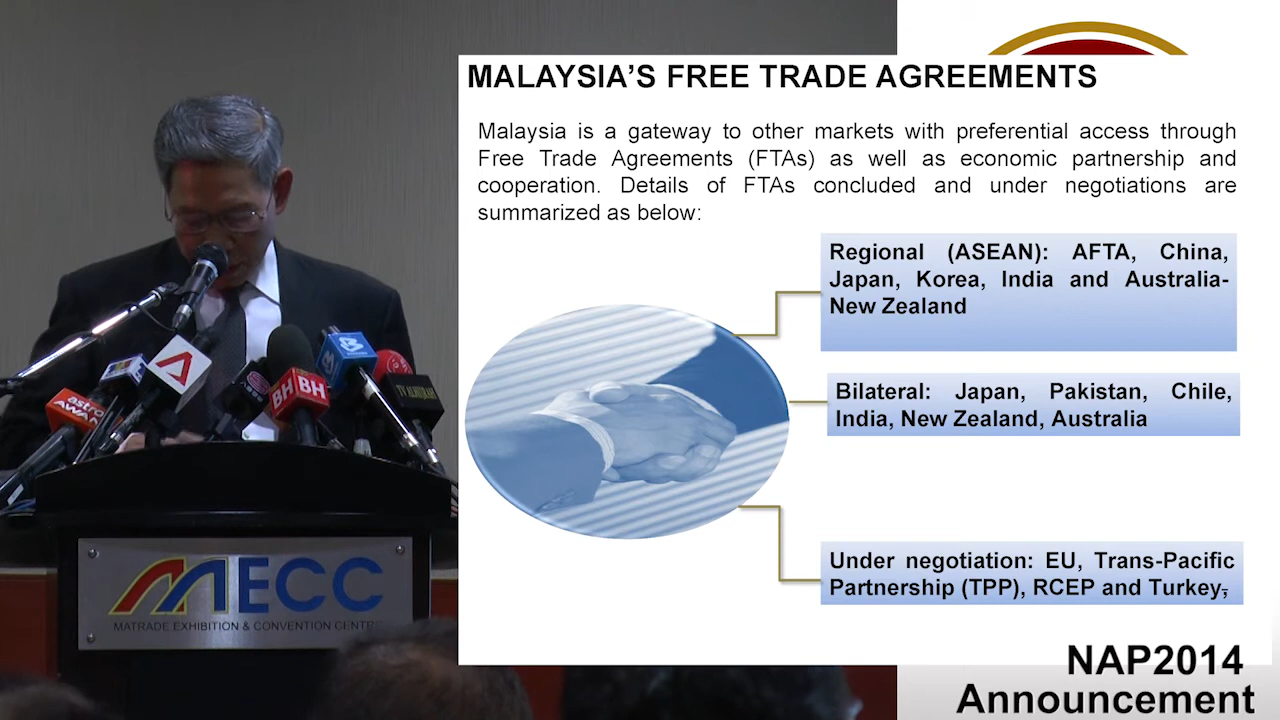 MALAYSIA’S FREE TRADE AGREEMENTS
Malaysia is a gateway to other markets with preferential access through
Free Trade Agreements (FTAs) as well as economic partnership and
cooperation. Details of FTAs concluded and under negotiations are
summarized as below:
Regional (ASEAN): AFTA, China,
Japan, Korea, India and Australia-
New Zealand
Bilateral: Japan, Pakistan, Chile,
India, New Zealand, Australia
Under negotiation: EU, Trans-Pacific
Partnership (TPP), RCEP and Turkey,
NAP2014
Announcement
astro
AWANI
BH BH
TV ALHIJRAH
MECC
MATRADE EXHIBITION & CONVENTION CENTRE